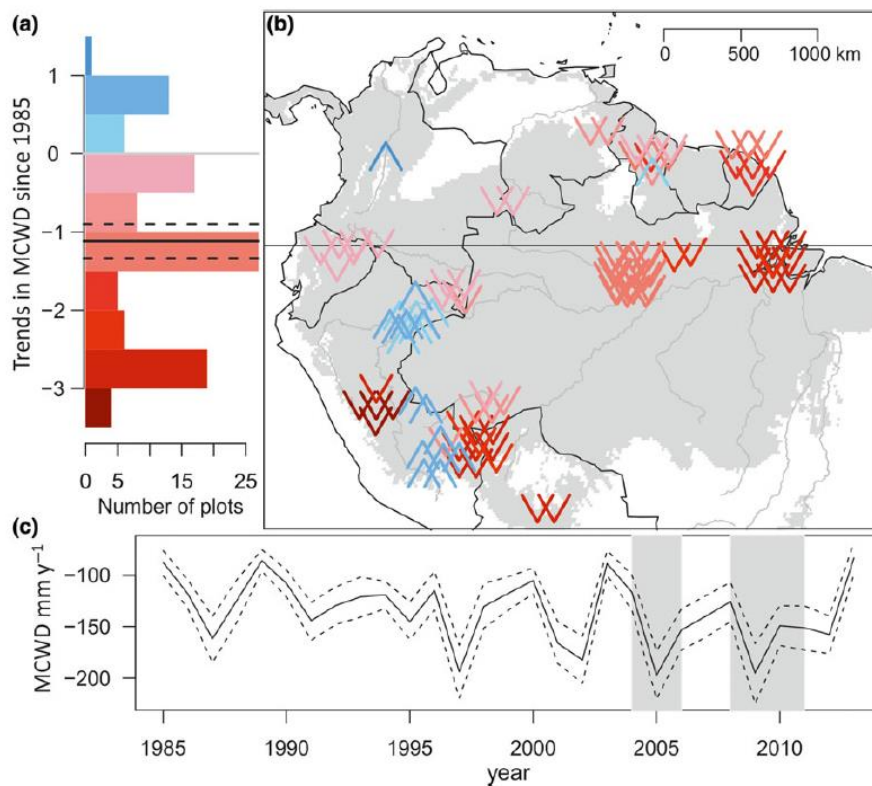 (a)
Trends in MCWD since 1985
1
0
−1
−2
−3
0 5 15 25
Number of plots
(b)
0 500 1000 km
(c)
MCWD mm y⁻¹
−100
−150
−200
1985 1990 1995 2000 2005 2010
year